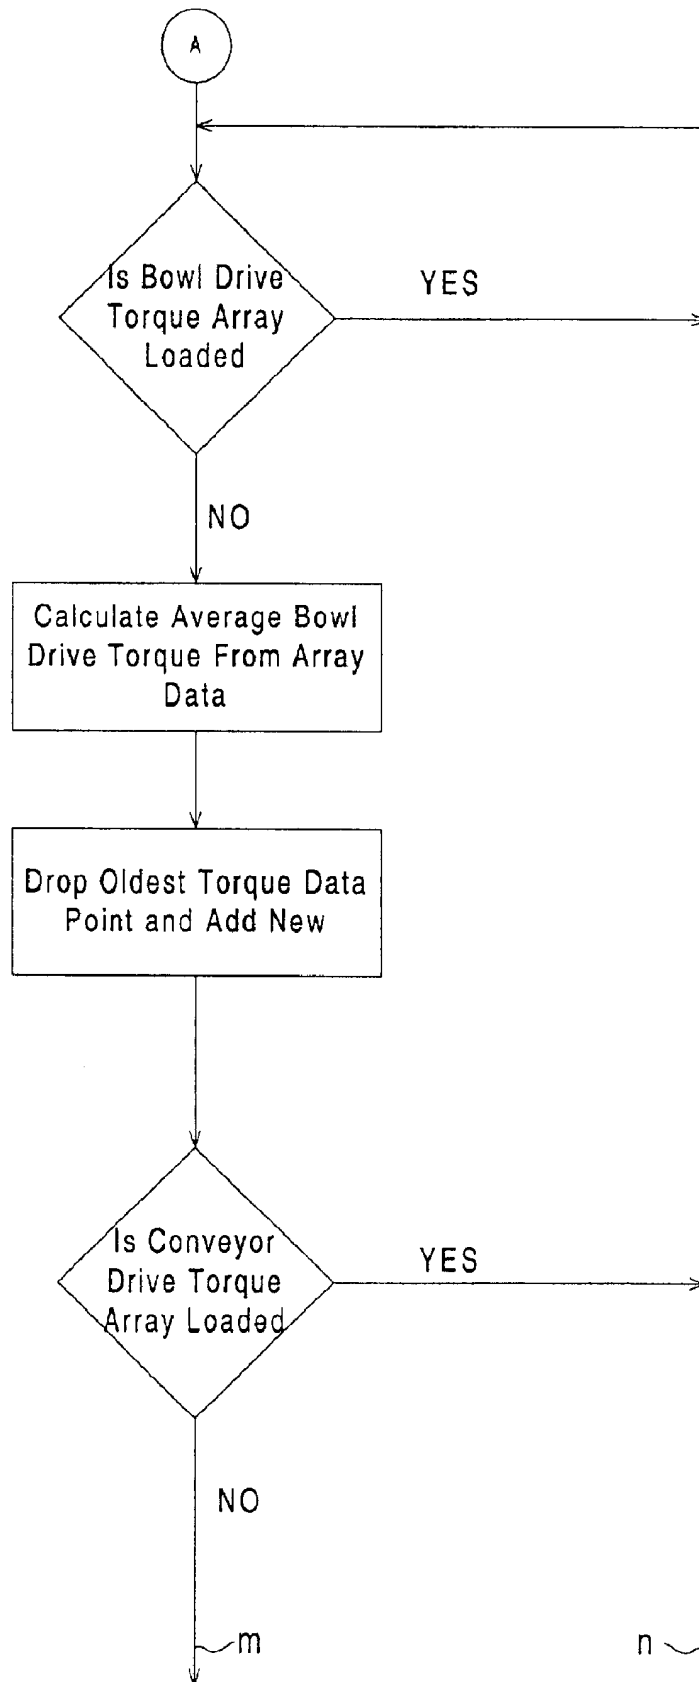 A
Is Bowl Drive
Torque Array
Loaded
YES
NO
Calculate Average Bowl
Drive Torque From Array
Data
Drop Oldest Torque Data
Point and Add New
Is Conveyor
Drive Torque
Array Loaded
YES
NO
m
n